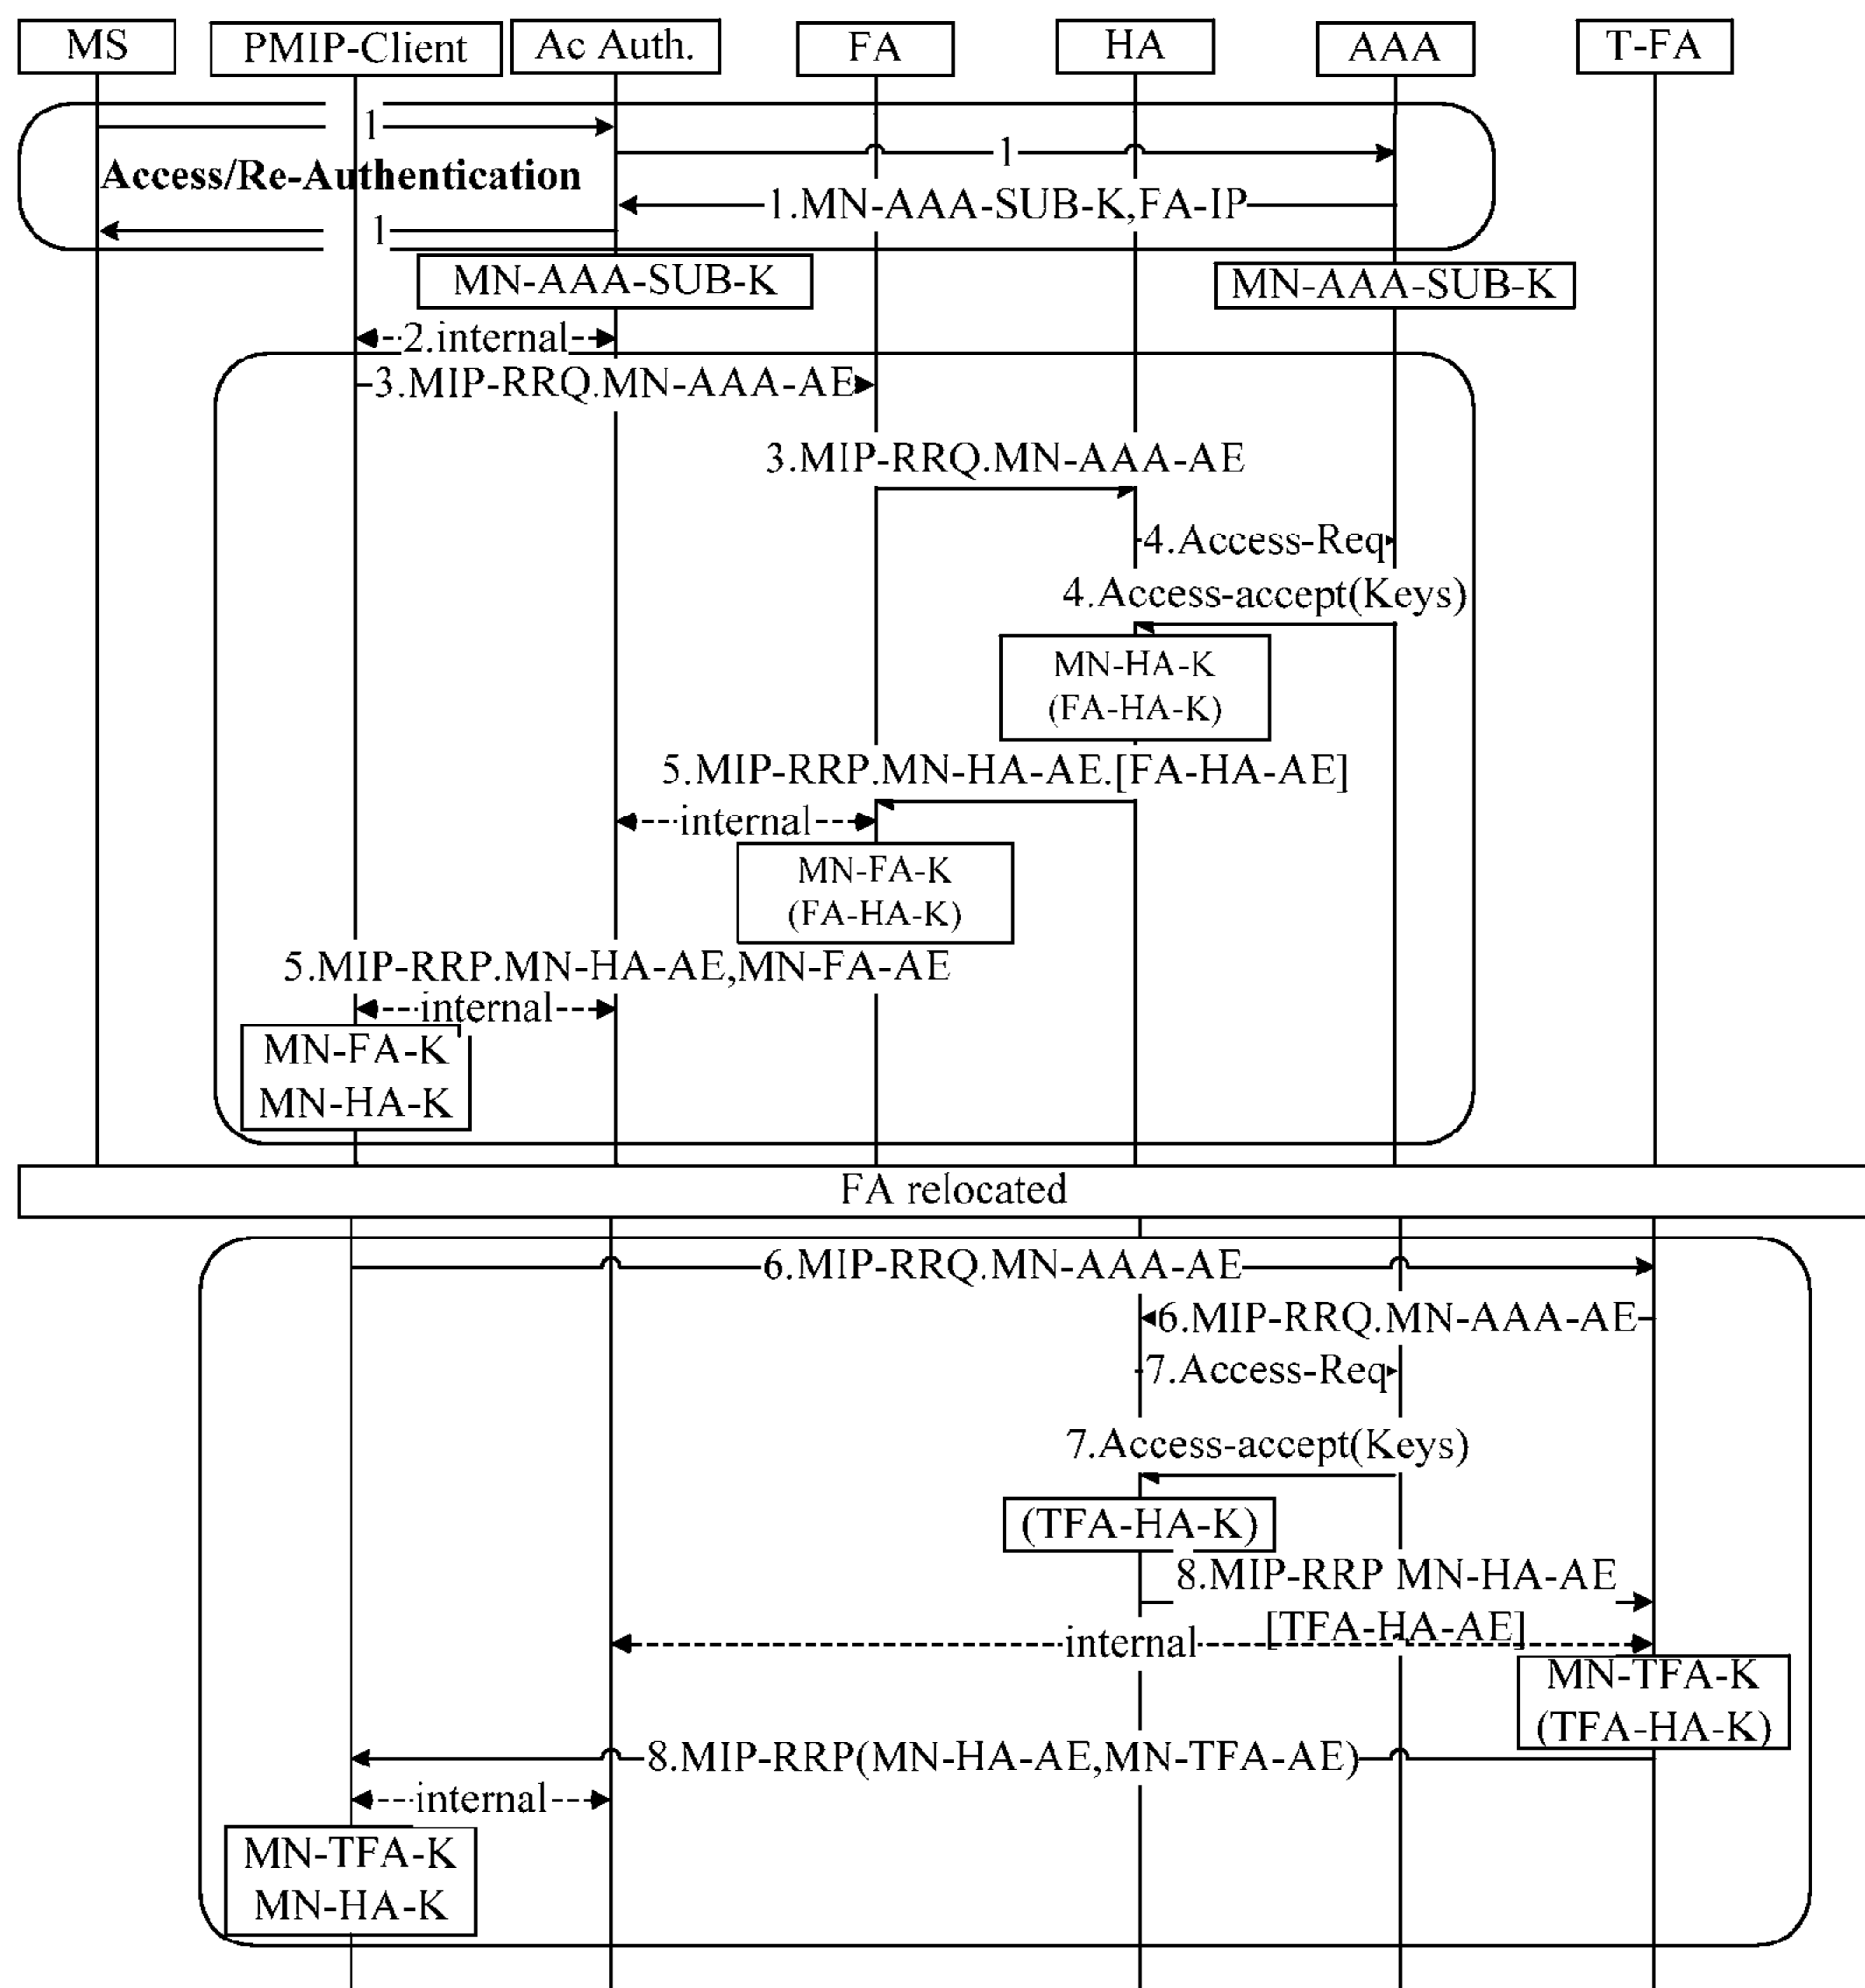 MS
PMIP-Client
Ac Auth.
FA
HA
AAA
T-FA
1
1
Access/Re-Authentication
1.MN-AAA-SUB-K,FA-IP
1
MN-AAA-SUB-K
MN-AAA-SUB-K
2.internal
3.MIP-RRQ.MN-AAA-AE
3.MIP-RRQ.MN-AAA-AE
4.Access-Req
4.Access-accept(Keys)
MN-HA-K
(FA-HA-K)
5.MIP-RRP.MN-HA-AE.[FA-HA-AE]
internal
MN-FA-K
(FA-HA-K)
5.MIP-RRP.MN-HA-AE,MN-FA-AE
internal
MN-FA-K
MN-HA-K
FA relocated
6.MIP-RRQ.MN-AAA-AE
6.MIP-RRQ.MN-AAA-AE
7.Access-Req
7.Access-accept(Keys)
(TFA-HA-K)
8.MIP-RRP MN-HA-AE
[TFA-HA-AE]
internal
MN-TFA-K
(TFA-HA-K)
8.MIP-RRP(MN-HA-AE,MN-TFA-AE)
internal
MN-TFA-K
MN-HA-K